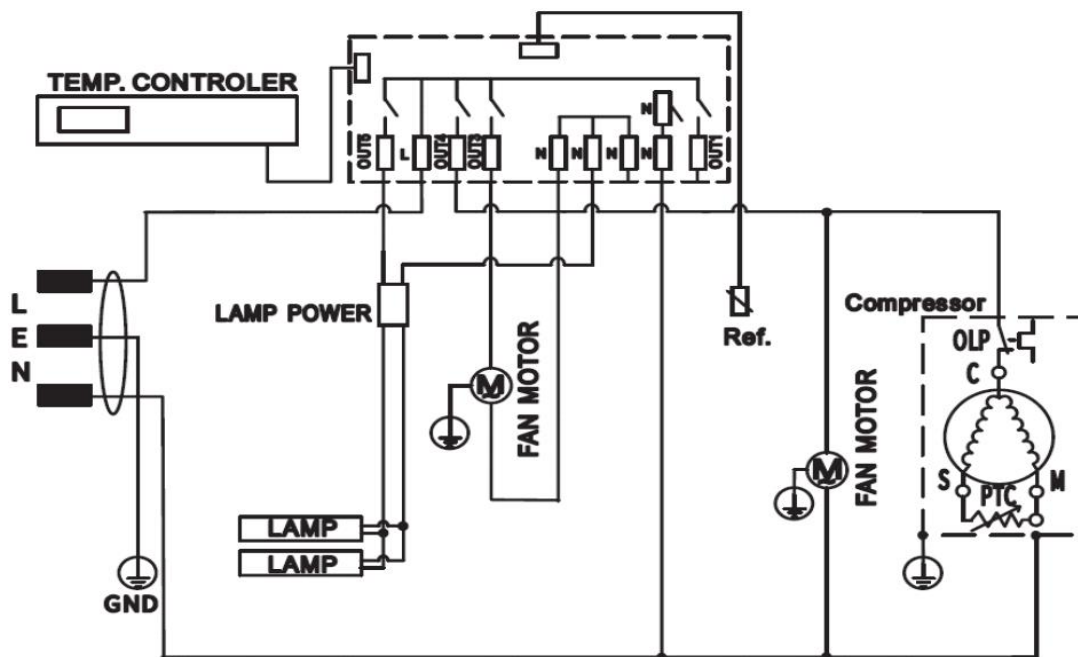 TEMP. CONTROLER
OUT5
L
OUT4
OUT3
N
N
N
N
N
OUT1
L
E
N
LAMP POWER
FAN MOTOR
M
Ref.
Compressor
OLP
C
FAN MOTOR
M
S
PTC
M
LAMP
LAMP
GND